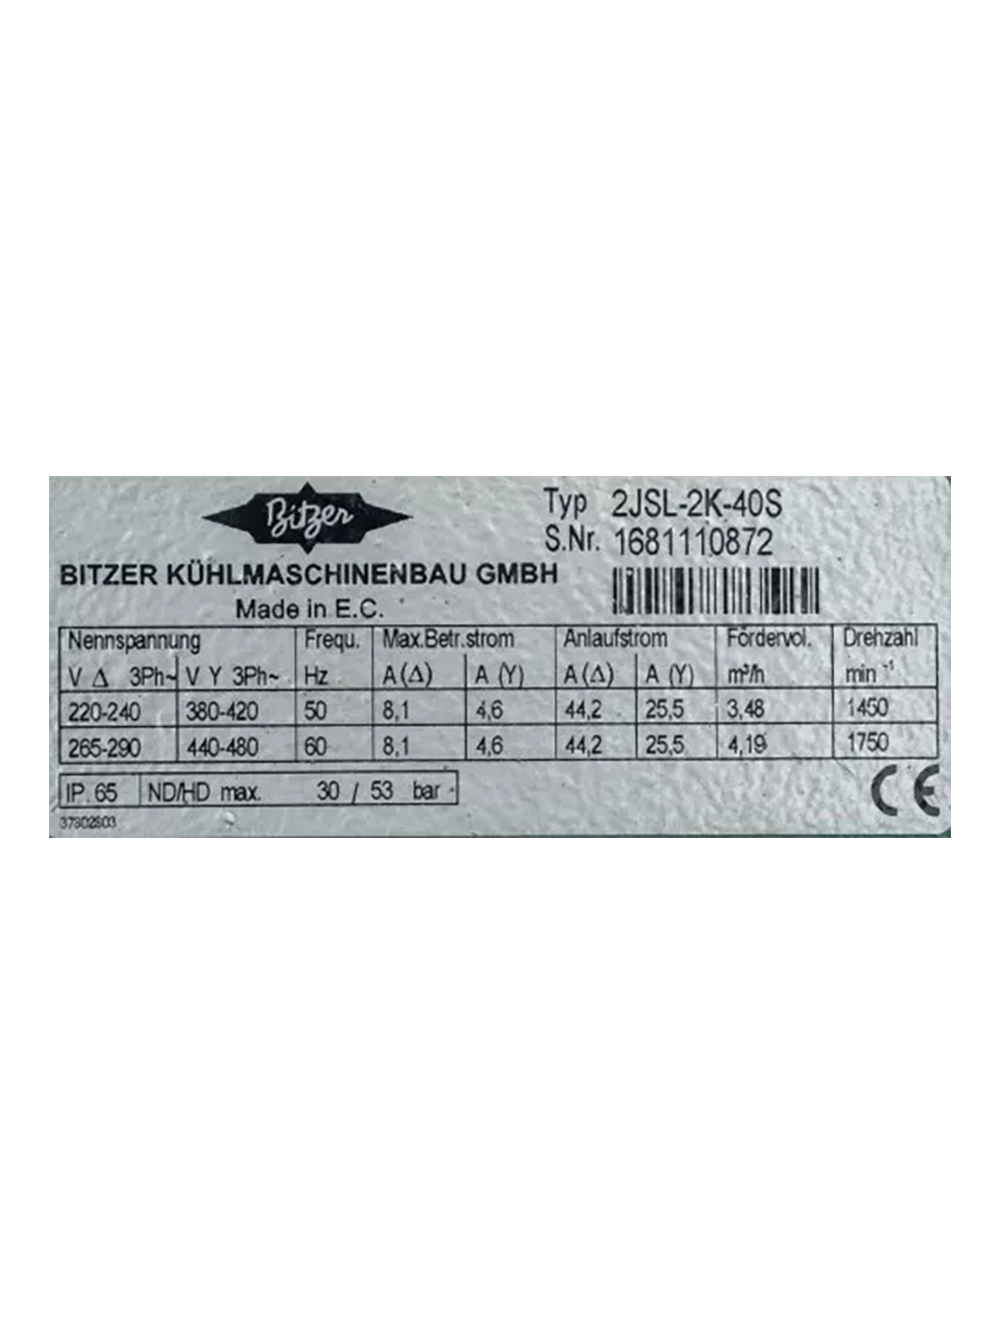 Bitzer
Typ 2JSL-2K-40S
S.Nr. 1681110872
BITZER KÜHLMASCHINENBAU GMBH
Made in E.C.
Nennspannung Frequ. Max.Betr.strom Anlaufstrom Fördervol. Drehzahl
V Δ 3Ph~ V Y 3Ph~ Hz A(Δ) A (Y) A(Δ) A (Y) m³/h min⁻¹
220-240 380-420 50 8,1 4,6 44,2 25,5 3,48 1450
265-290 440-480 60 8,1 4,6 44,2 25,5 4,19 1750
IP 65 ND/HD max. 30 / 53 bar
CE
37802803